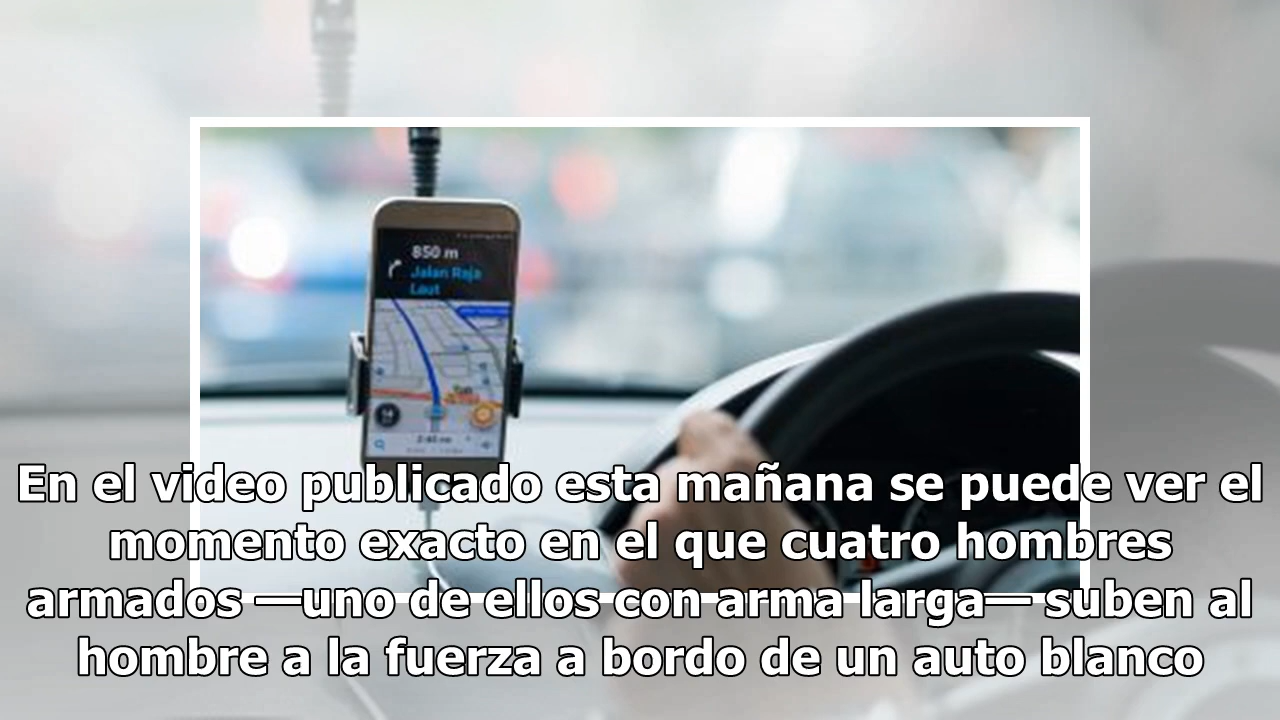 850 m
Jalan Raja
Laut
En el video publicado esta mañana se puede ver el
momento exacto en el que cuatro hombres
armados —uno de ellos con arma larga— suben al
hombre a la fuerza a bordo de un auto blanco